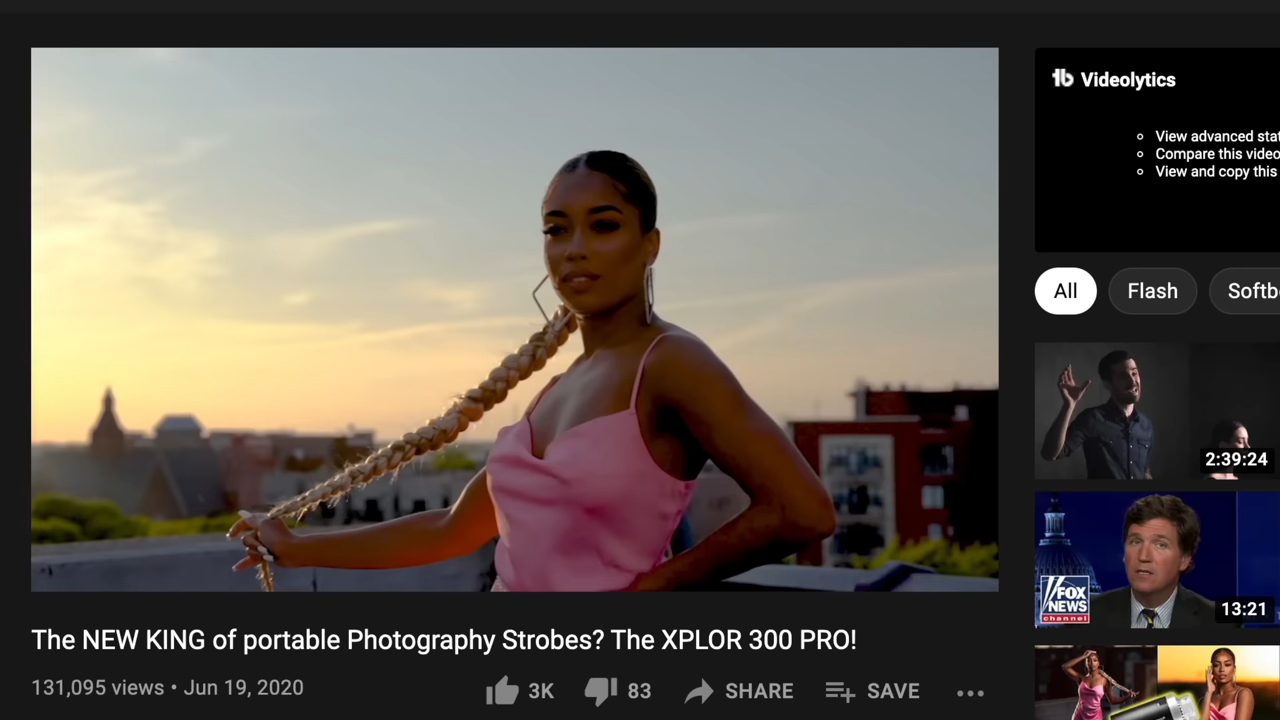 Videolytics
View advanced stat
Compare this video
View and copy this
All
Flash
Softb
2:39:24
FOX
NEWS
channel
13:21
The NEW KING of portable Photography Strobes? The XPLOR 300 PRO!
131,095 views • Jun 19, 2020
3K
83
SHARE
SAVE